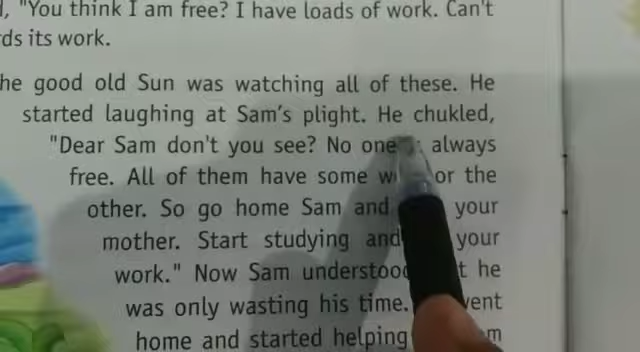 "You think I am free? I have loads of work. Can't
its work.
good old Sun was watching all of these. He
started laughing at Sam's plight. He chukled,
"Dear Sam don't you see? No one always
free. All of them have some or the
other. So go home Sam and your
mother. Start studying and your
work." Now Sam understood he
was only wasting his time.
home and started helping